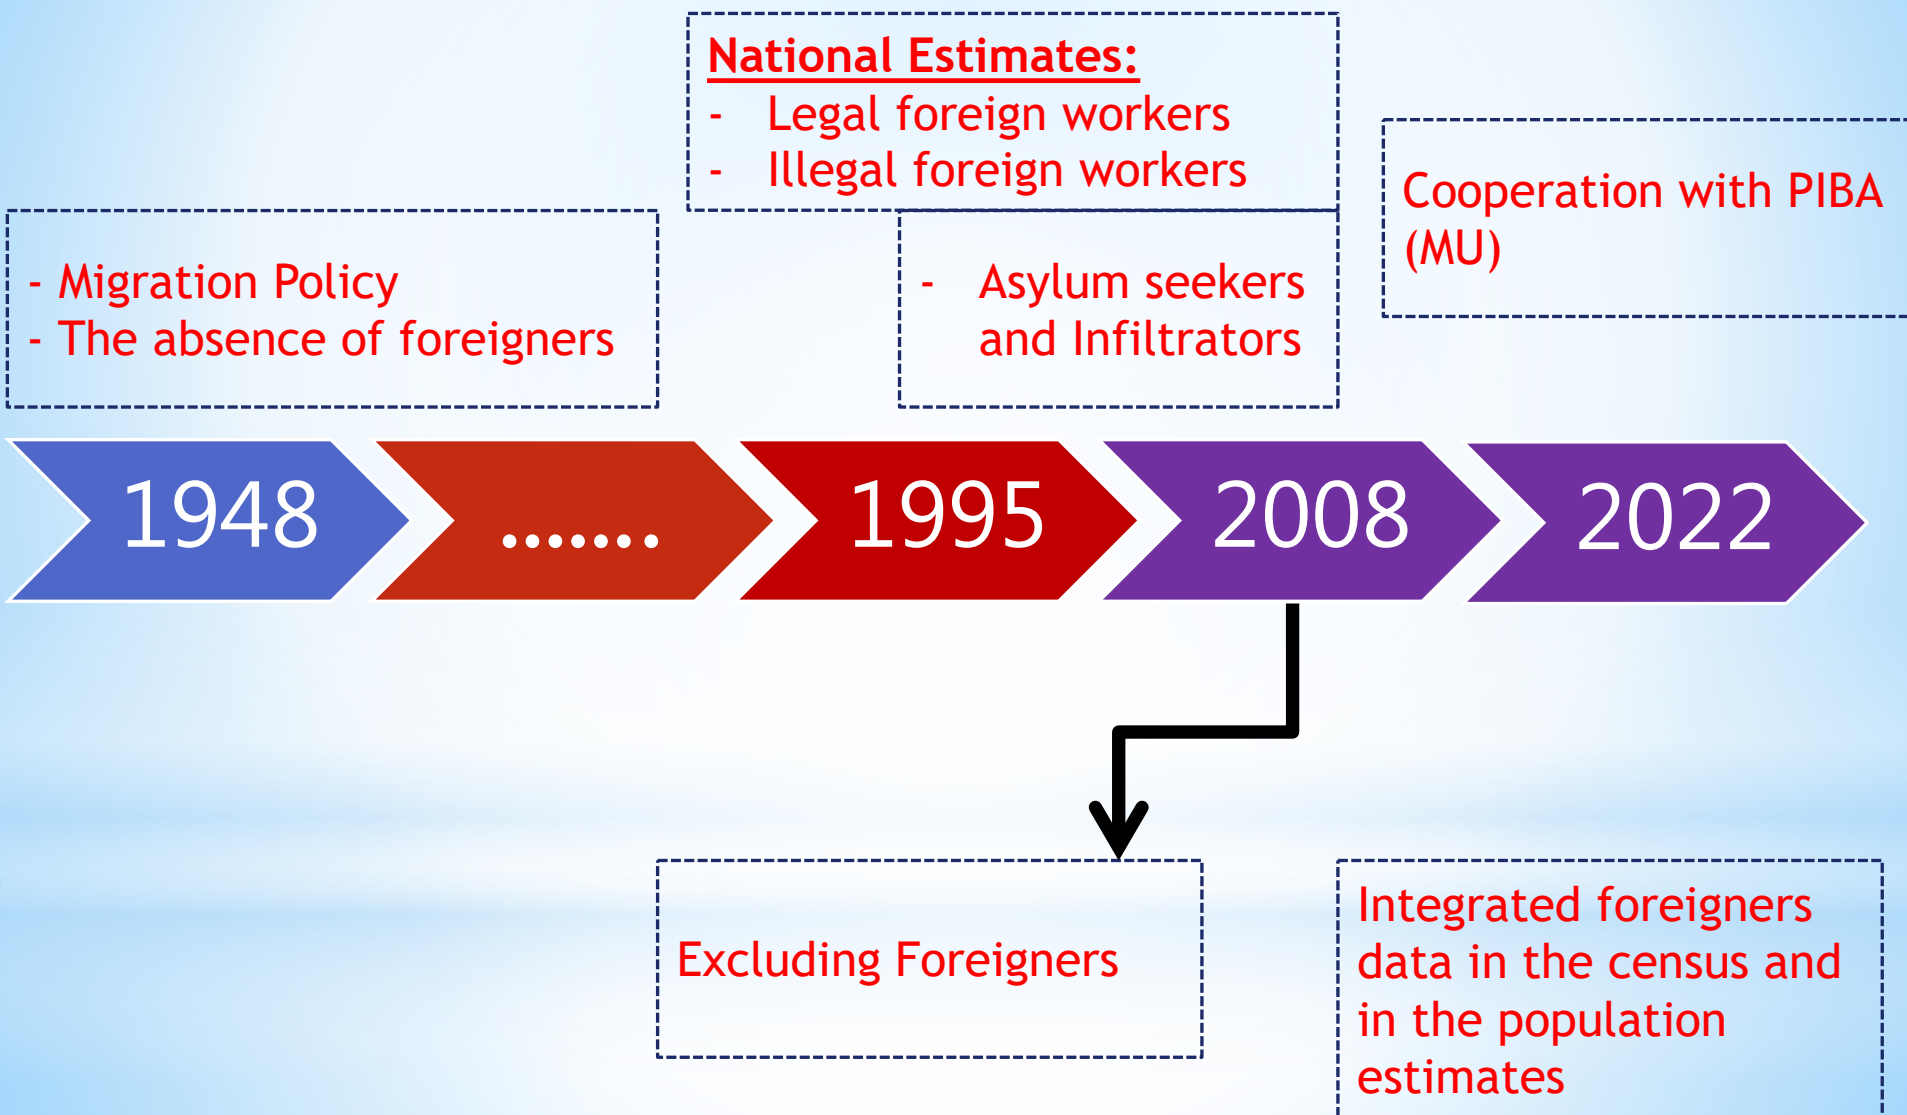 National Estimates:
- Legal foreign workers
- Illegal foreign workers
Cooperation with PIBA
(MU)
- Migration Policy
- The absence of foreigners
- Asylum seekers
and Infiltrators
1948
.......
1995
2008
2022
Excluding Foreigners
Integrated foreigners
data in the census and
in the population
estimates